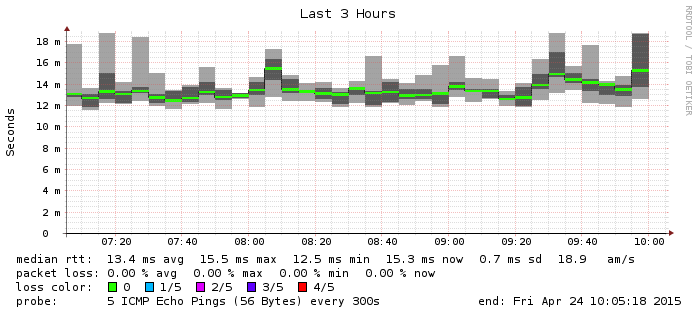 Last 3 Hours
RRDTOOL / TOBI OETIKER
Seconds
18 m
16 m
14 m
12 m
10 m
8 m
6 m
4 m
2 m
0
07:20 07:40 08:00 08:20 08:40 09:00 09:20 09:40 10:00
median rtt: 13.4 ms avg 15.5 ms max 12.5 ms min 15.3 ms now 0.7 ms sd 18.9 am/s
packet loss: 0.00 % avg 0.00 % max 0.00 % min 0.00 % now
loss color: 0 1/5 2/5 3/5 4/5
probe: 5 ICMP Echo Pings (56 Bytes) every 300s end: Fri Apr 24 10:05:18 2015